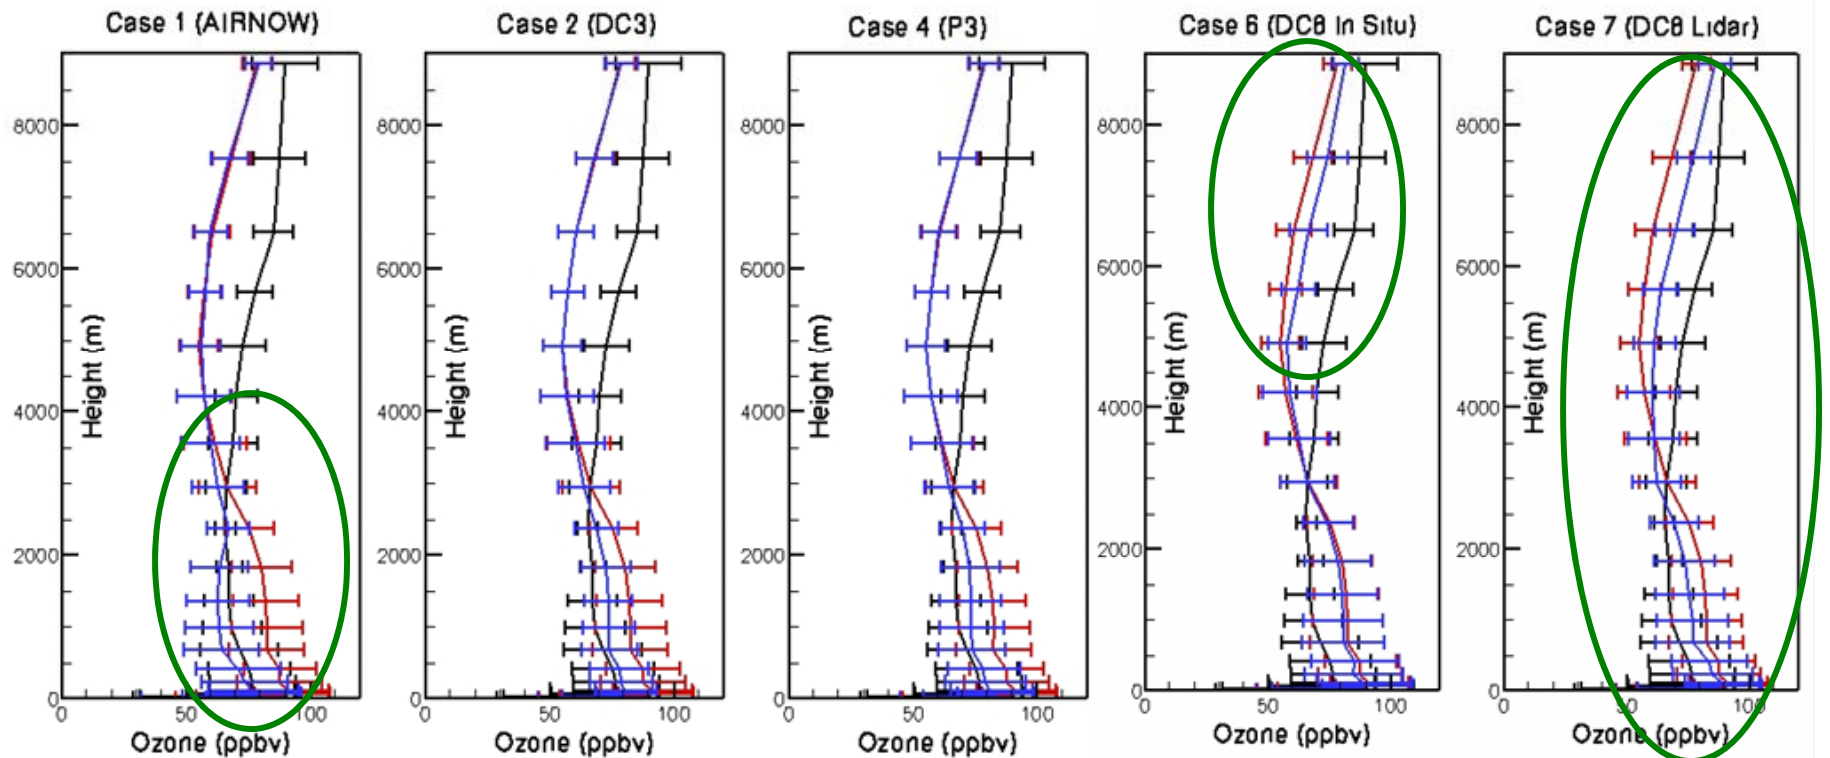 Case 1 (AIRNOW)
Case 2 (DC3)
Case 4 (P3)
Case 6 (DC8 In Situ)
Case 7 (DC8 Lidar)
8000
6000
4000
2000
0
Height (m)
0
50
100
Ozone (ppbv)
8000
6000
4000
2000
0
Height (m)
0
50
100
Ozone (ppbv)
8000
6000
4000
2000
0
Height (m)
0
50
100
Ozone (ppbv)
8000
6000
4000
2000
0
Height (m)
0
50
100
Ozone (ppbv)
8000
6000
4000
2000
0
Height (m)
0
50
100
Ozone (ppbv)